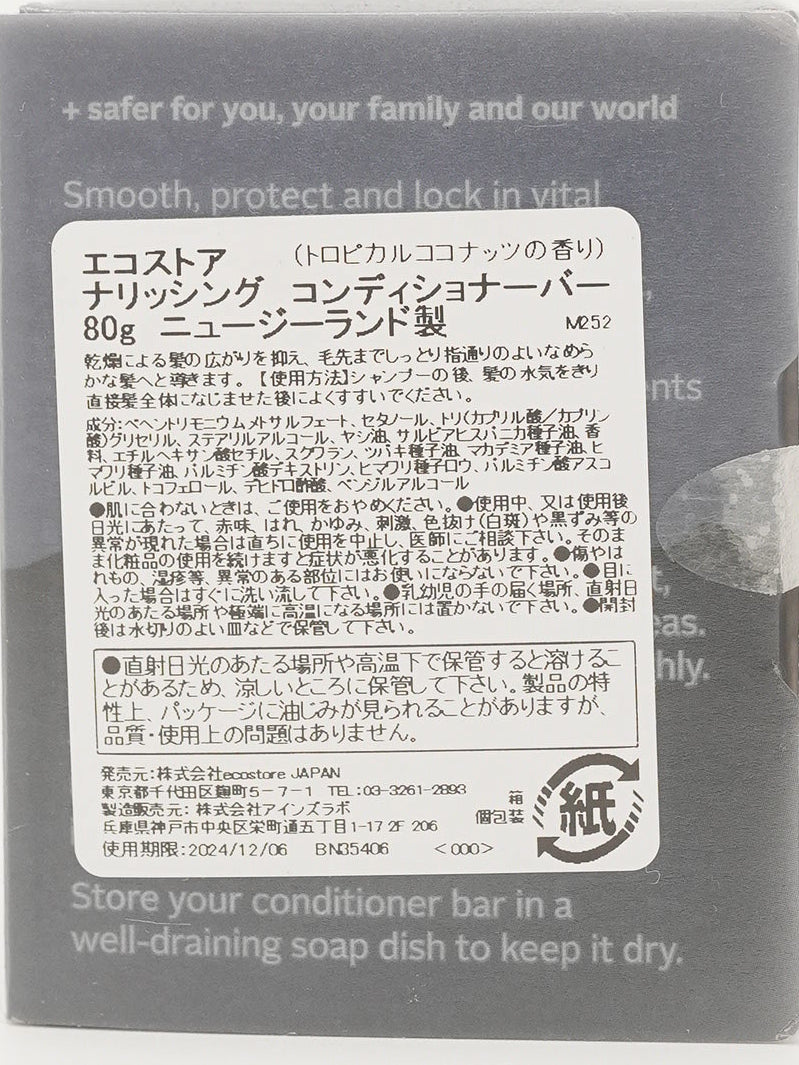 + safer for you, your family and our world
Smooth, protect and lock in vital
エコストア　（トロピカルココナッツの香り）
ナリッシング　コンディショナーバー
80g　ニュージーランド製　M252
乾燥による髪の広がりを抑え、毛先までしっとり指通りのよいなめら
かな髪へと導きます。【使用方法】シャンプーの後、髪の水気をきり
直接髪全体になじませた後によくすすいでください。
成分:ベヘントリモニウムメトサルフェート、セタノール、トリ(カプリル酸/カプリン
酸)グリセリル、ステアリルアルコール、ヤシ油、サルビアヒスパニカ種子油、香
料、エチルヘキサン酸セチル、スクワラン、ツバキ種子油、マカデミア種子油、ヒ
マワリ種子油、パルミチン酸デキストリン、ヒマワリ種子ロウ、パルミチン酸アスコ
ルビル、トコフェロール、デヒドロ酢酸、ベンジルアルコール
●肌に合わないときは、ご使用をおやめください。●使用中、又は使用後
日光にあたって、赤味、はれ、かゆみ、刺激、色抜け(白斑)や黒ずみ等の
異常が現れた場合は直ちに使用を中止し、医師にご相談下さい。そのま
ま化粧品の使用を続けますと症状が悪化することがあります。●傷やは
れもの、湿疹等、異常のある部位にはお使いにならないで下さい。●目に
入った場合はすぐに洗い流して下さい。●乳幼児の手の届く場所、直射日
光のあたる場所や極端に高温になる場所には置かないで下さい。●開封
後は水切りのよい皿などで保管して下さい。
●直射日光のあたる場所や高温下で保管すると溶けるこ
とがあるため、涼しいところに保管して下さい。製品の特
性上、パッケージに油じみが見られることがありますが、
品質・使用上の問題はありません。
発売元:株式会社ecostore JAPAN
東京都千代田区麹町5-7-1　TEL:03-3261-2893
製造販売元：株式会社アインズラボ
兵庫県神戸市中央区栄町通五丁目1-17 2F 206
使用期限:2024/12/06　BN35406　<000>
箱
個包装
紙
Store your conditioner bar in a
well-draining soap dish to keep it dry.